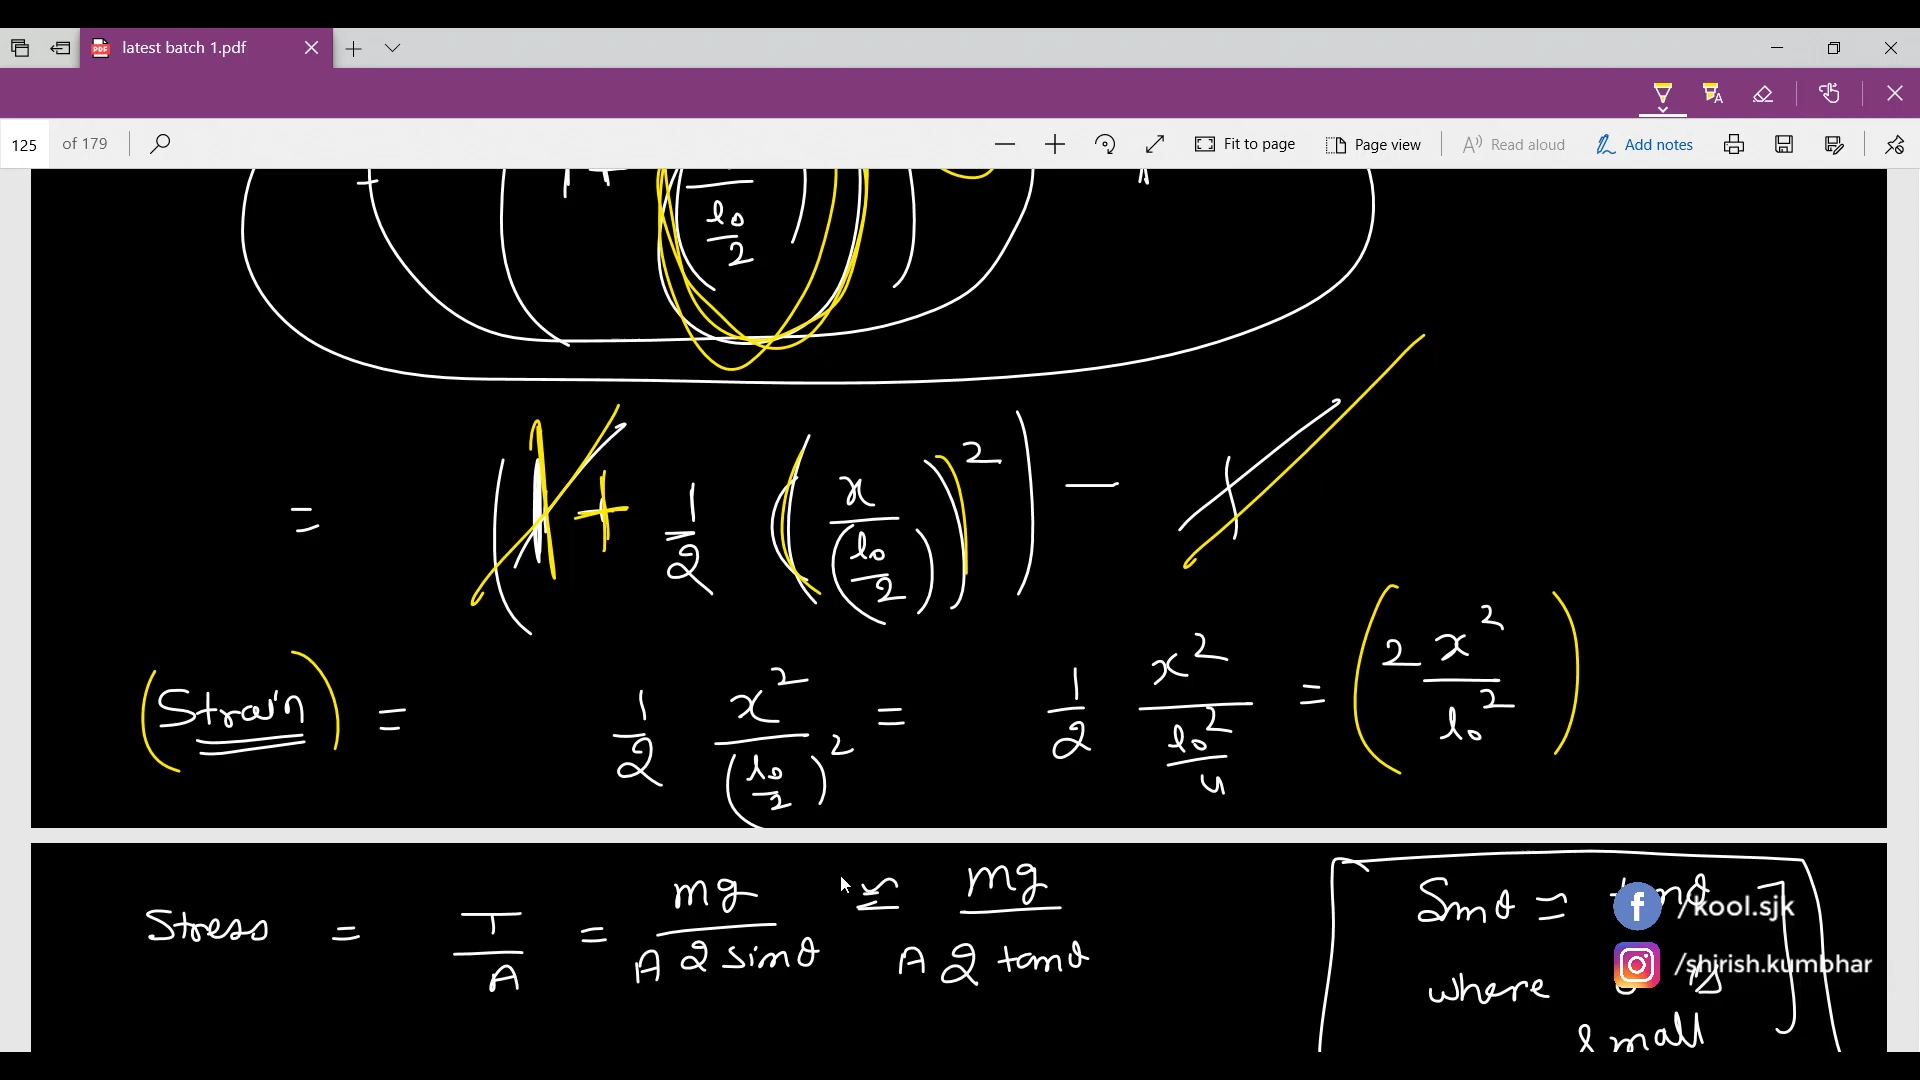 latest batch 1.pdf
125 of 179
Fit to page
Page view
Read aloud
Add notes
l₀/2
= (1 + 1/2 (x/(l₀/2))²) − 1
(Strain) = 1/2 x²/(l₀/2)² = 1/2 x²/(l₀²/4) = (2x²/l₀²)
Stress = T/A = mg/(A 2 sinθ) ≈ mg/(A 2 tanθ)
Sinθ ≈ tanθ
/kool.sjk
/shirish.kumbhar
where is
small